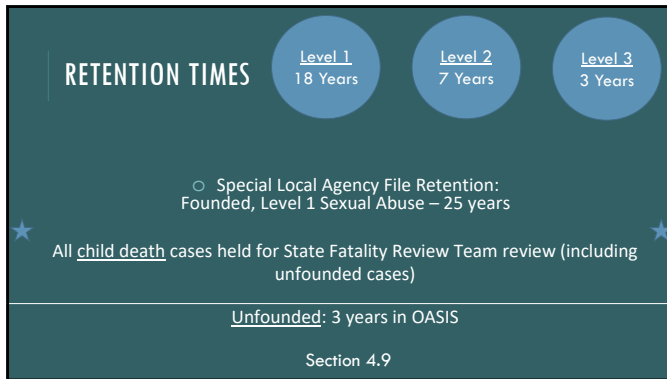 RETENTION TIMES
Level 1
18 Years
Level 2
7 Years
Level 3
3 Years
○ Special Local Agency File Retention:
Founded, Level 1 Sexual Abuse – 25 years
All child death cases held for State Fatality Review Team review (including
unfounded cases)
Unfounded: 3 years in OASIS
Section 4.9